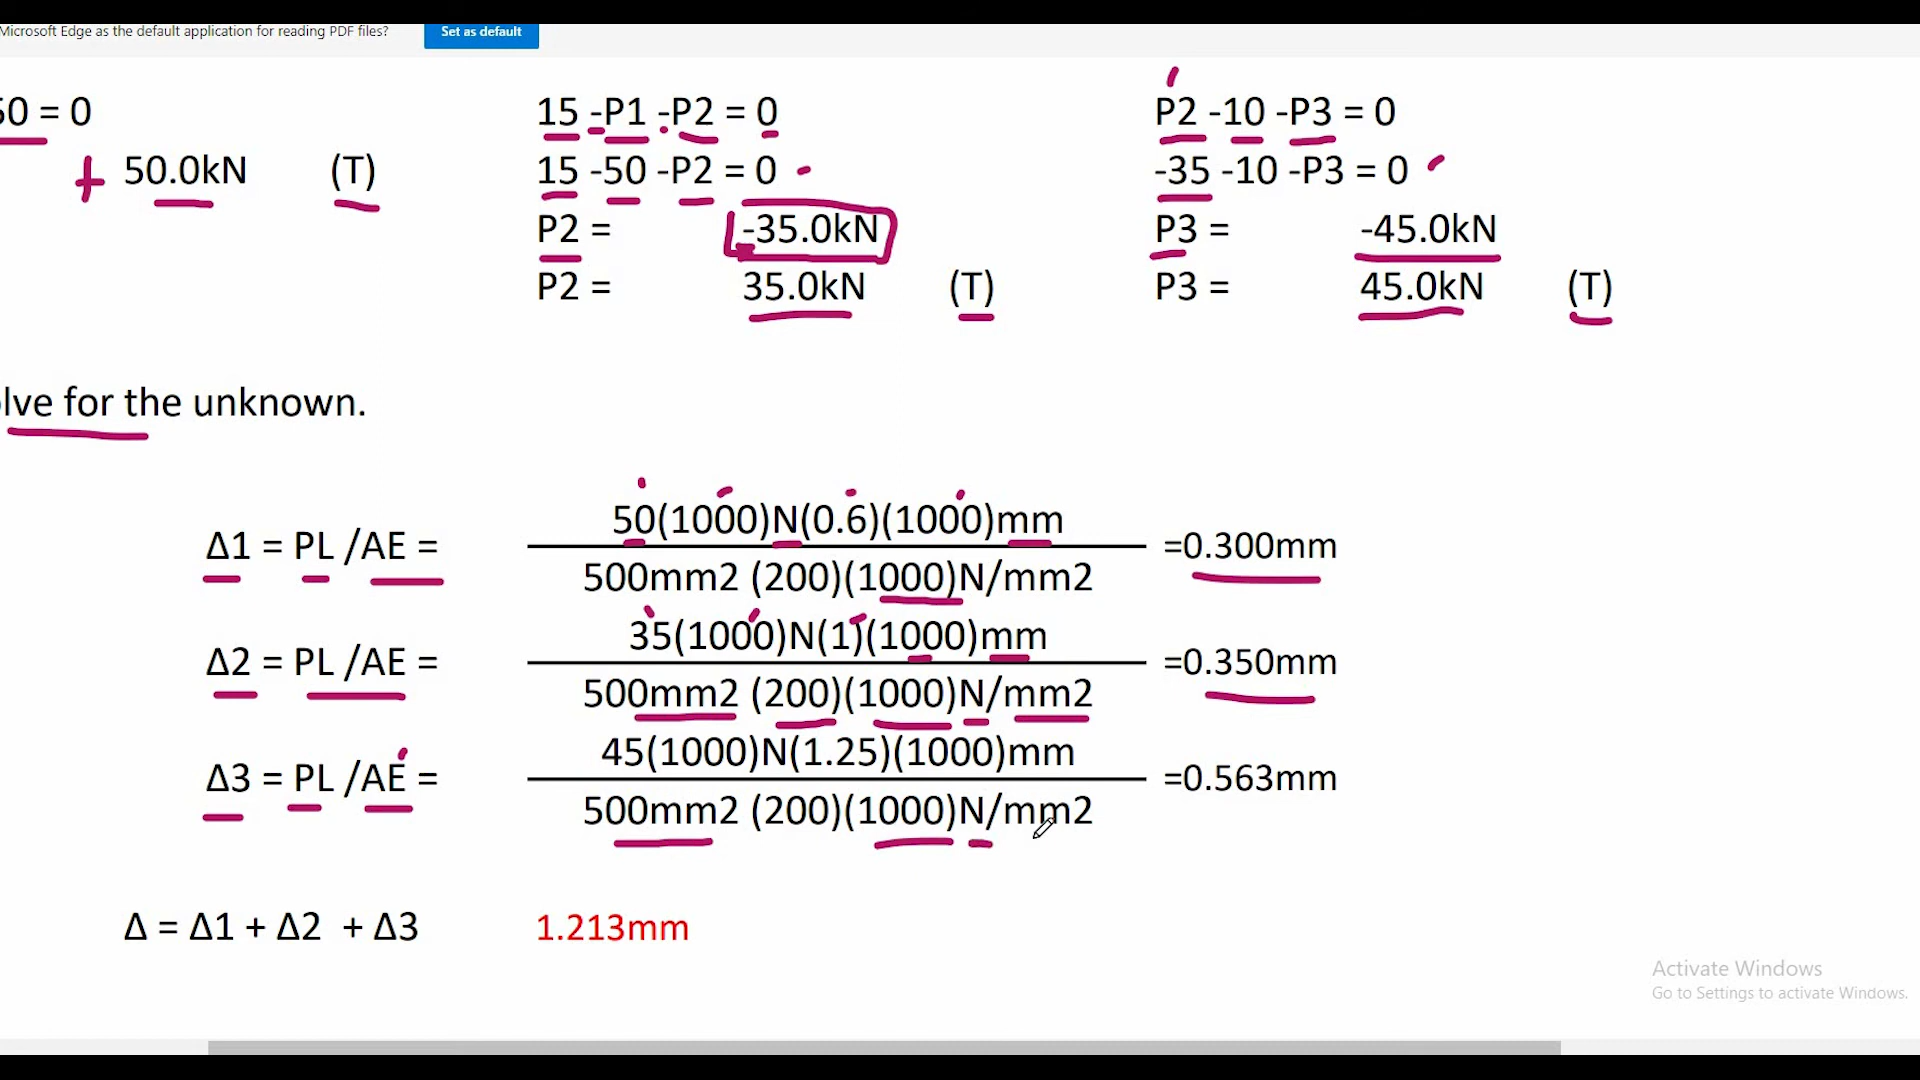 Microsoft Edge as the default application for reading PDF files?
Set as default
50 = 0
+ 50.0kN (T)
15 -P1 -P2 = 0
15 -50 -P2 = 0
P2 = -35.0kN
P2 = 35.0kN (T)
P2 -10 -P3 = 0
-35 -10 -P3 = 0
P3 = -45.0kN
P3 = 45.0kN (T)
lve for the unknown.
Δ1 = PL /AE =
50(1000)N(0.6)(1000)mm
500mm2 (200)(1000)N/mm2
=0.300mm
Δ2 = PL /AE =
35(1000)N(1)(1000)mm
500mm2 (200)(1000)N/mm2
=0.350mm
Δ3 = PL /AE =
45(1000)N(1.25)(1000)mm
500mm2 (200)(1000)N/mm2
=0.563mm
Δ = Δ1 + Δ2 + Δ3 1.213mm
Activate Windows
Go to Settings to activate Windows.